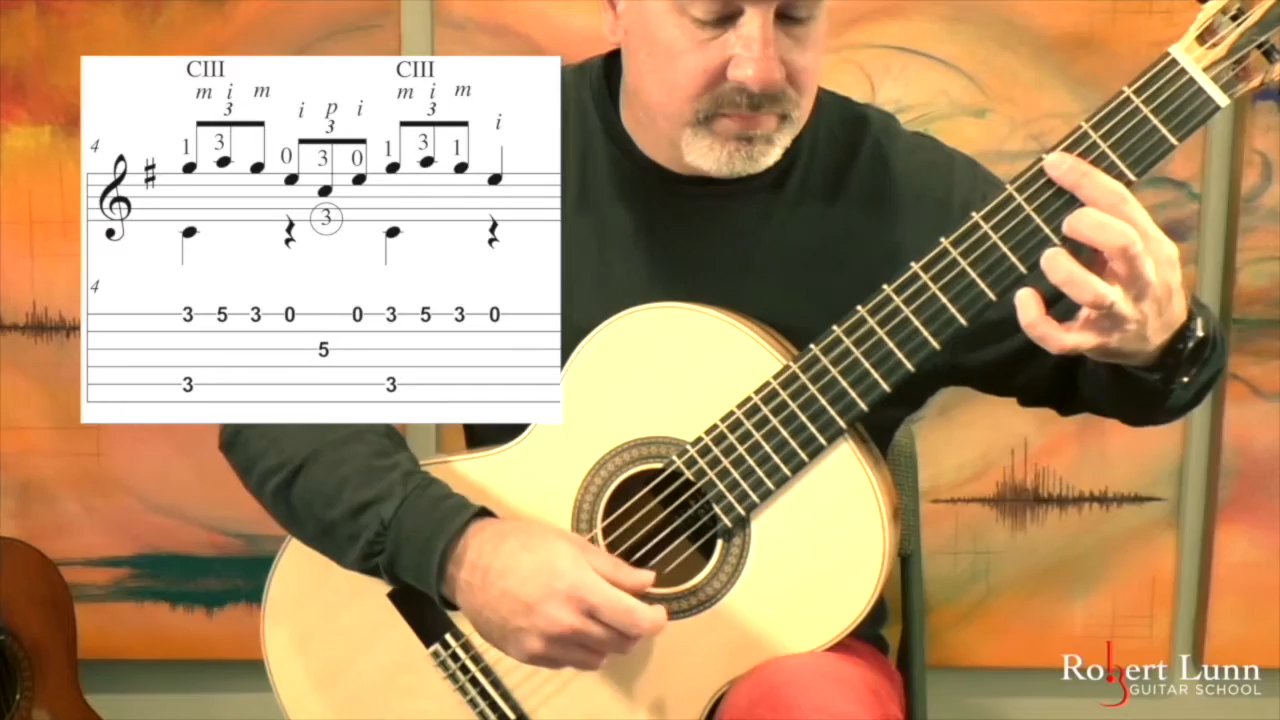 CIII CIII
m i m m i m
3 i p i 3 i
3
4 1 3 0 3 0 1 3 1
3
4
3 5 3 0 0 3 5 3 0
5
3 3
Robert Lunn
GUITAR SCHOOL